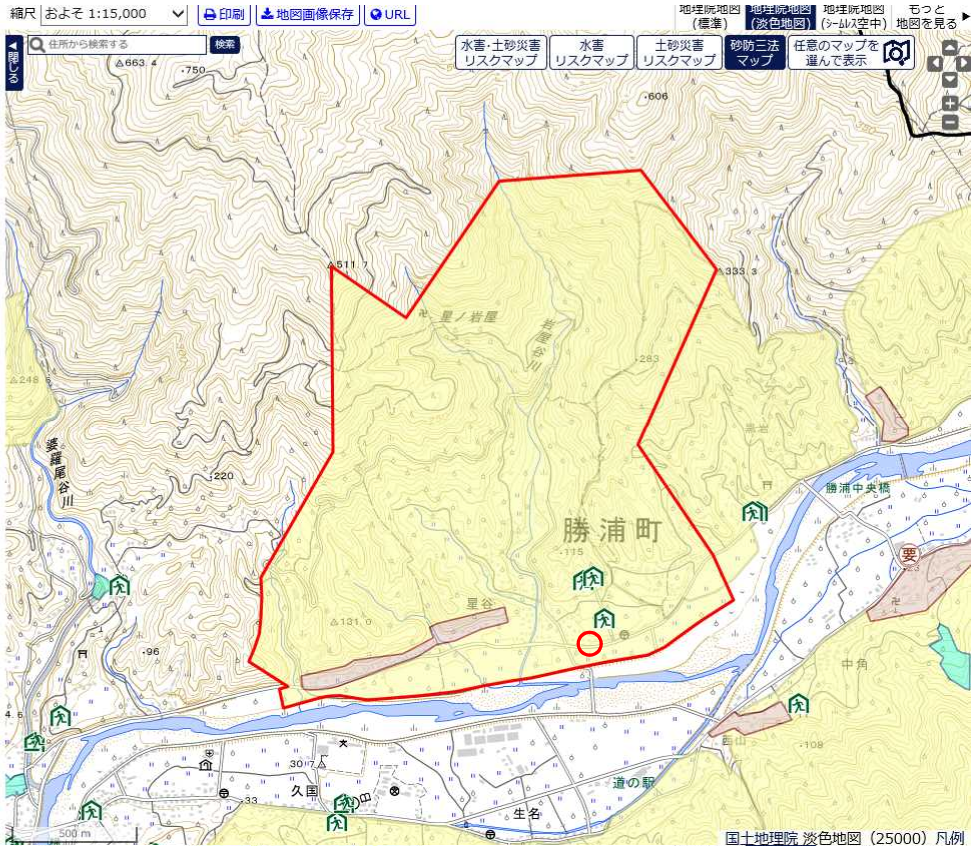 縮尺 およそ 1:15,000 印刷 地図画像保存 URL
地理院地図
(標準)
地理院地図
(淡色地図)
地理院地図
(シームレス空中)
もっと
地図を見る
閉じる
住所から検索する 検索
水害・土砂災害
リスクマップ
水害
リスクマップ
土砂災害
リスクマップ
砂防三法
マップ
任意のマップを
選んで表示
663.4
750
606
511.7
333.3
星ノ岩屋
岩屋谷川
283
248.
婆羅尾谷川
220
黒岩
勝浦中央橋
勝浦町
115
要
23
星谷
131.0
96
中角
4.6
西山
108
30.7
久国
33
生名
道の駅
500 m
国土地理院 淡色地図（25000）凡例